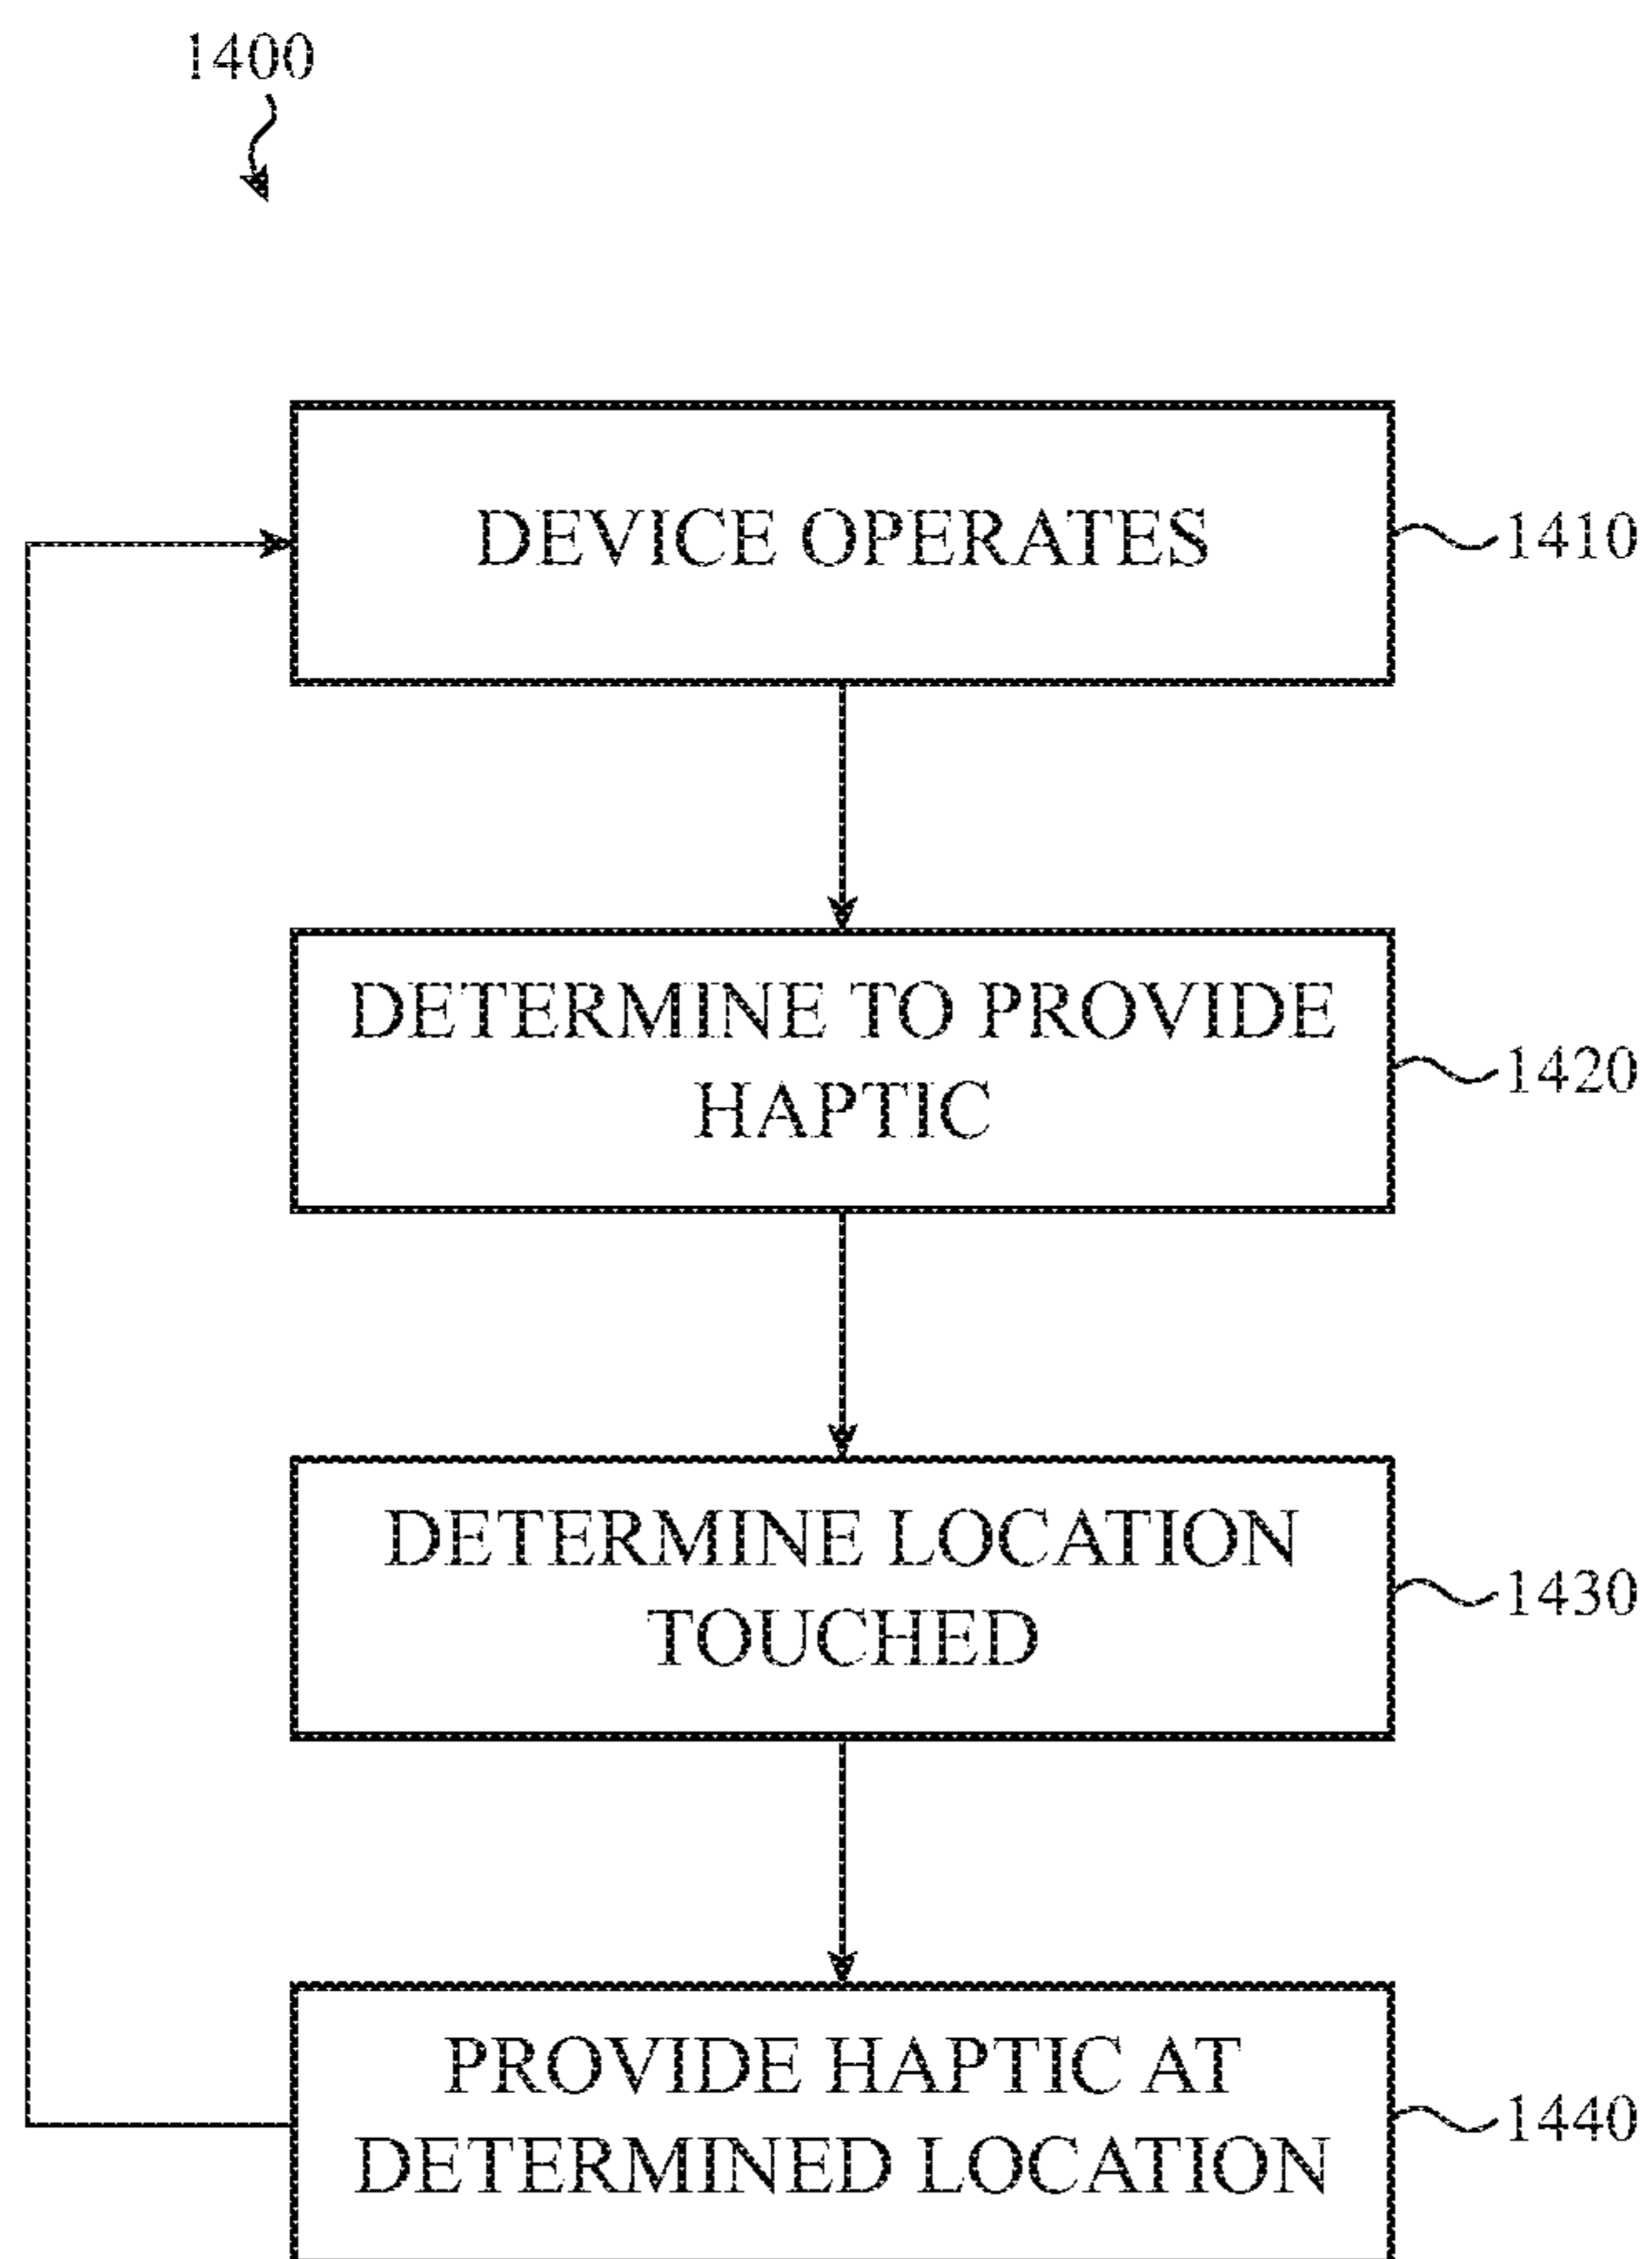 1400
DEVICE OPERATES
1410
DETERMINE TO PROVIDE
HAPTIC
1420
DETERMINE LOCATION
TOUCHED
1430
PROVIDE HAPTIC AT
DETERMINED LOCATION
1440